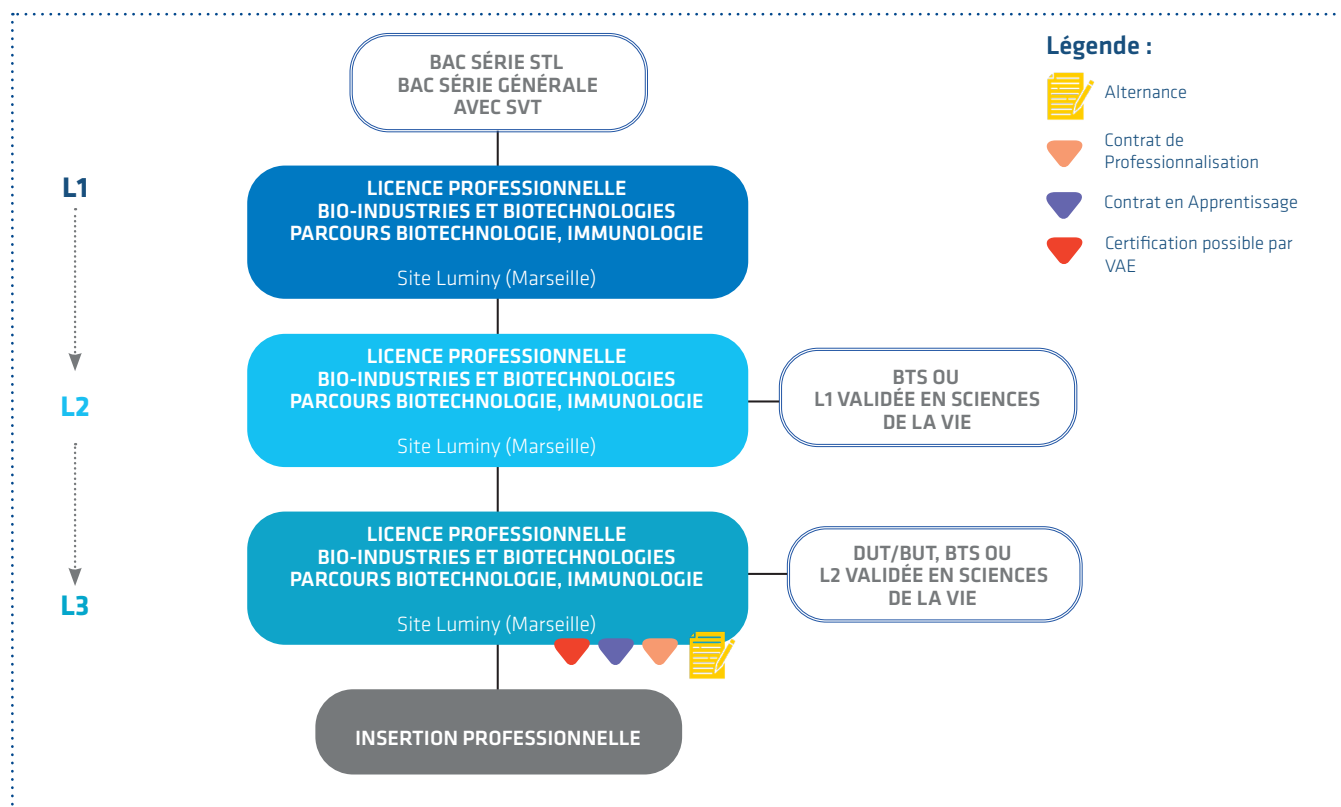 BAC SÉRIE STL
BAC SÉRIE GÉNÉRALE
AVEC SVT
Légende :
Alternance
Contrat de
Professionnalisation
Contrat en Apprentissage
Certification possible par
VAE
L1
LICENCE PROFESSIONNELLE
BIO-INDUSTRIES ET BIOTECHNOLOGIES
PARCOURS BIOTECHNOLOGIE, IMMUNOLOGIE
Site Luminy (Marseille)
L2
LICENCE PROFESSIONNELLE
BIO-INDUSTRIES ET BIOTECHNOLOGIES
PARCOURS BIOTECHNOLOGIE, IMMUNOLOGIE
Site Luminy (Marseille)
BTS OU
L1 VALIDÉE EN SCIENCES
DE LA VIE
L3
LICENCE PROFESSIONNELLE
BIO-INDUSTRIES ET BIOTECHNOLOGIES
PARCOURS BIOTECHNOLOGIE, IMMUNOLOGIE
Site Luminy (Marseille)
DUT/BUT, BTS OU
L2 VALIDÉE EN SCIENCES
DE LA VIE
INSERTION PROFESSIONNELLE